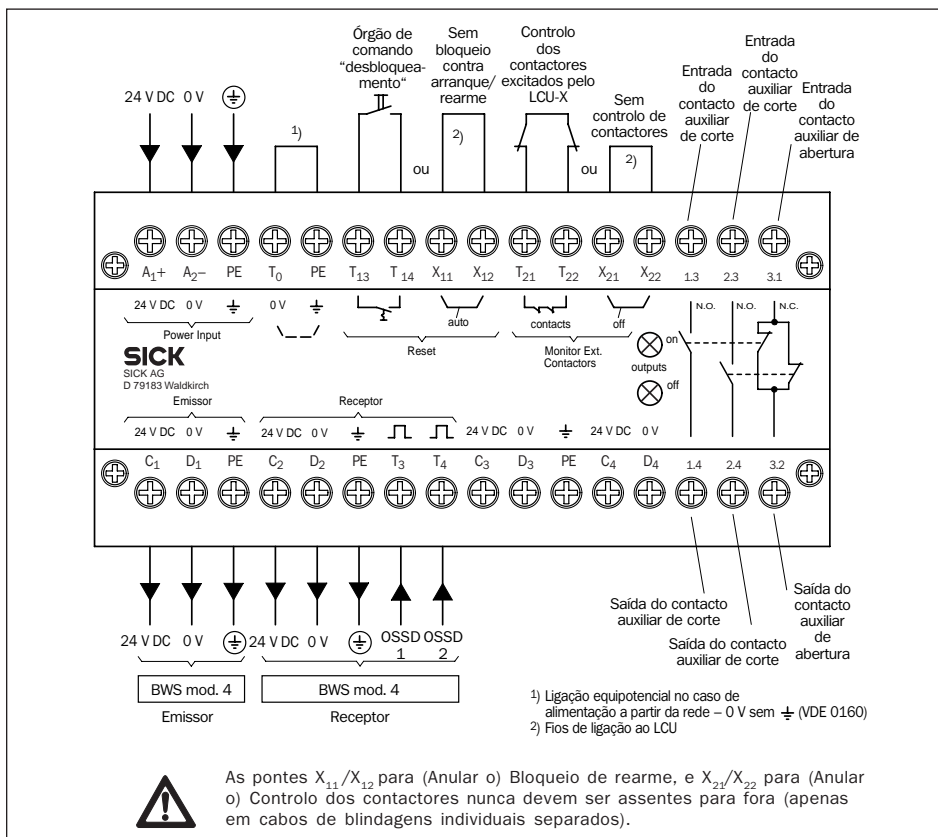 Órgão de
comando
“desbloquea-
mento“
Sem
bloqueio
contra
arranque/
rearme
Controlo
dos
contactores
excitados pelo
LCU-X
Sem
controlo de
contactores
Entrada
do
contacto
auxiliar
de corte
Entrada
do
contacto
auxiliar
de corte
Entrada
do
contacto
auxiliar de
abertura
24 V DC 0 V
1)
ou
2)
ou
2)
A1+ A2− PE T0 PE T13 T 14 X11 X12 T21 T22 X21 X22 1.3 2.3 3.1
24 V DC 0 V 0 V
Power Input
auto
Reset
contacts
off
Monitor Ext.
Contactors
on
outputs
off
N.O. N.O. N.C.
SICK
SICK AG
D 79183 Waldkirch
Emissor
Receptor
24 V DC 0 V 24 V DC 0 V 24 V DC 0 V 24 V DC 0 V
C1 D1 PE C2 D2 PE T3 T4 C3 D3 PE C4 D4 1.4 2.4 3.2
24 V DC 0 V 24 V DC 0 V
OSSD OSSD
1 2
BWS mod. 4
Emissor
BWS mod. 4
Receptor
Saída do contacto
auxiliar de corte
Saída do contacto
auxiliar de corte
Saída do
contacto
auxiliar
de
abertura
1) Ligação equipotencial no caso de
alimentação a partir da rede – 0 V sem ⏚ (VDE 0160)
2) Fios de ligação ao LCU
As pontes X11/X12 para (Anular o) Bloqueio de rearme, e X21/X22 para (Anular
o) Controlo dos contactores nunca devem ser assentes para fora (apenas
em cabos de blindagens individuais separados).